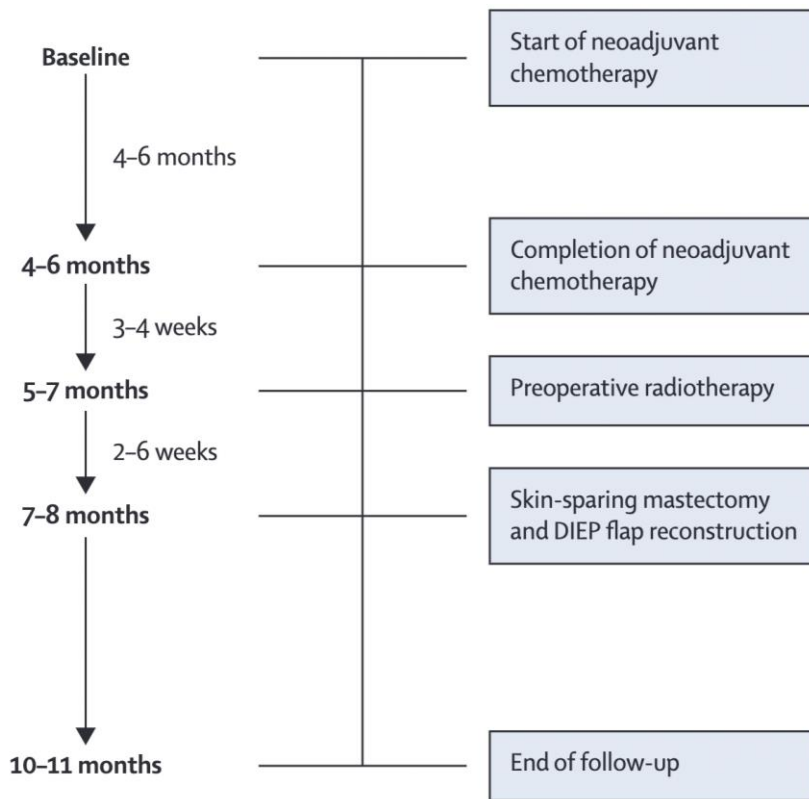 Baseline
Start of neoadjuvant
chemotherapy
4–6 months
4–6 months
Completion of neoadjuvant
chemotherapy
3–4 weeks
5–7 months
Preoperative radiotherapy
2–6 weeks
7–8 months
Skin-sparing mastectomy
and DIEP flap reconstruction
10–11 months
End of follow-up